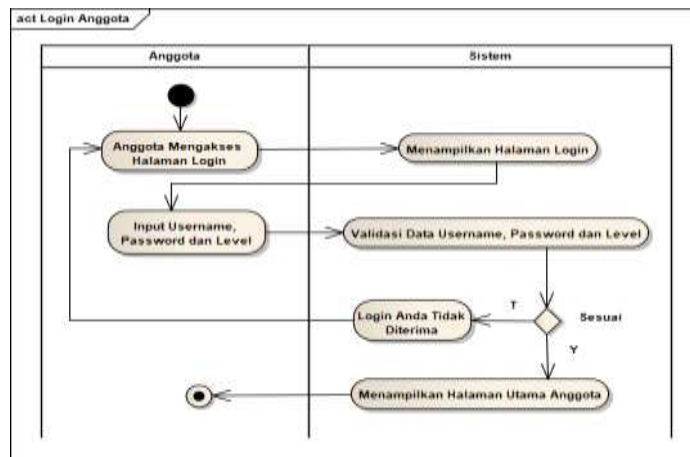 act Login Anggota
Anggota
Sistem
Anggota Mengakses
Halaman Login
Menampilkan Halaman Login
Input Username,
Password dan Level
Validasi Data Username, Password dan Level
Login Anda Tidak
Diterima
T
Sesuai
Y
Menampilkan Halaman Utama Anggota